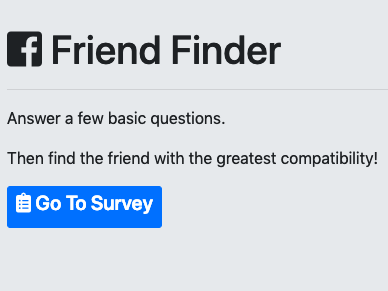 Friend Finder
Answer a few basic questions.
Then find the friend with the greatest compatibility!
Go To Survey